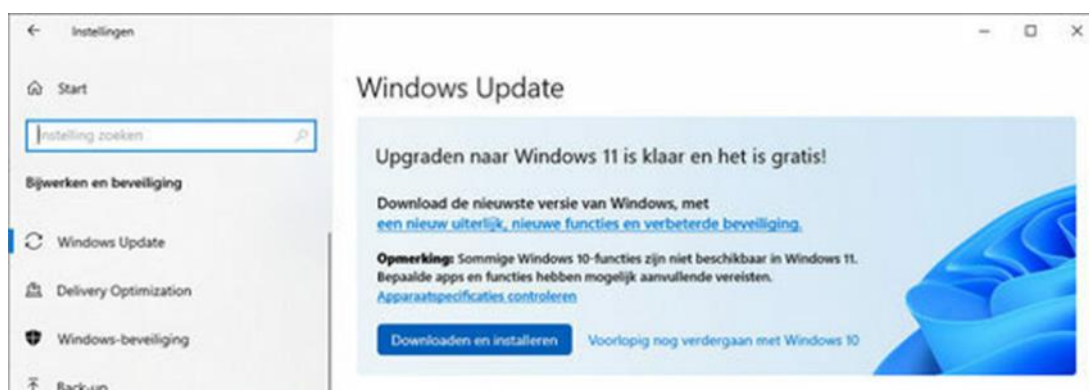 Instellingen
Start
Instelling zoeken
Bijwerken en beveiliging
Windows Update
Delivery Optimization
Windows-beveiliging
Back-up
Windows Update
Upgraden naar Windows 11 is klaar en het is gratis!
Download de nieuwste versie van Windows, met
een nieuw uiterlijk, nieuwe functies en verbeterde beveiliging.
Opmerking: Sommige Windows 10-functies zijn niet beschikbaar in Windows 11.
Bepaalde apps en functies hebben mogelijk aanvullende vereisten.
Apparaatspecificaties controleren
Downloaden en installeren
Voorlopig nog verdergaan met Windows 10